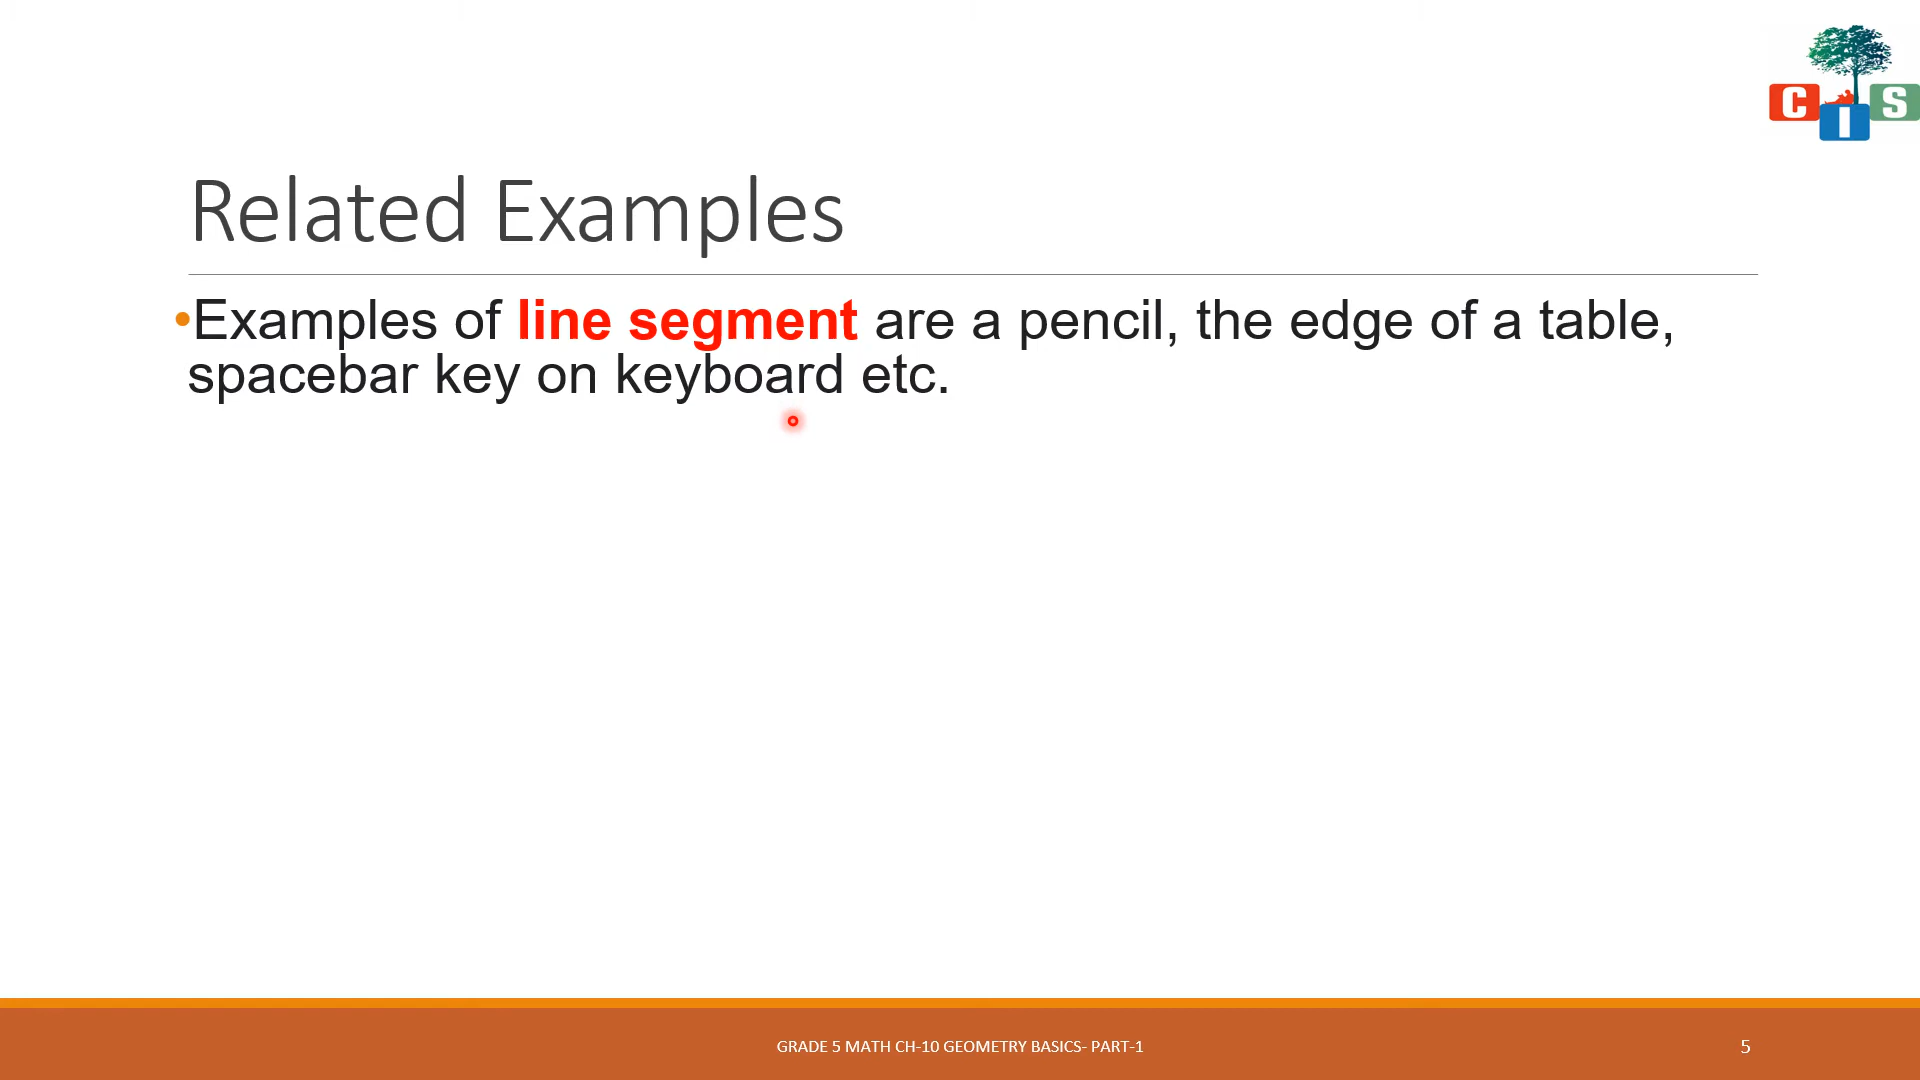 C I S
Related Examples
•Examples of line segment are a pencil, the edge of a table,
spacebar key on keyboard etc.
GRADE 5 MATH CH-10 GEOMETRY BASICS- PART-1
5